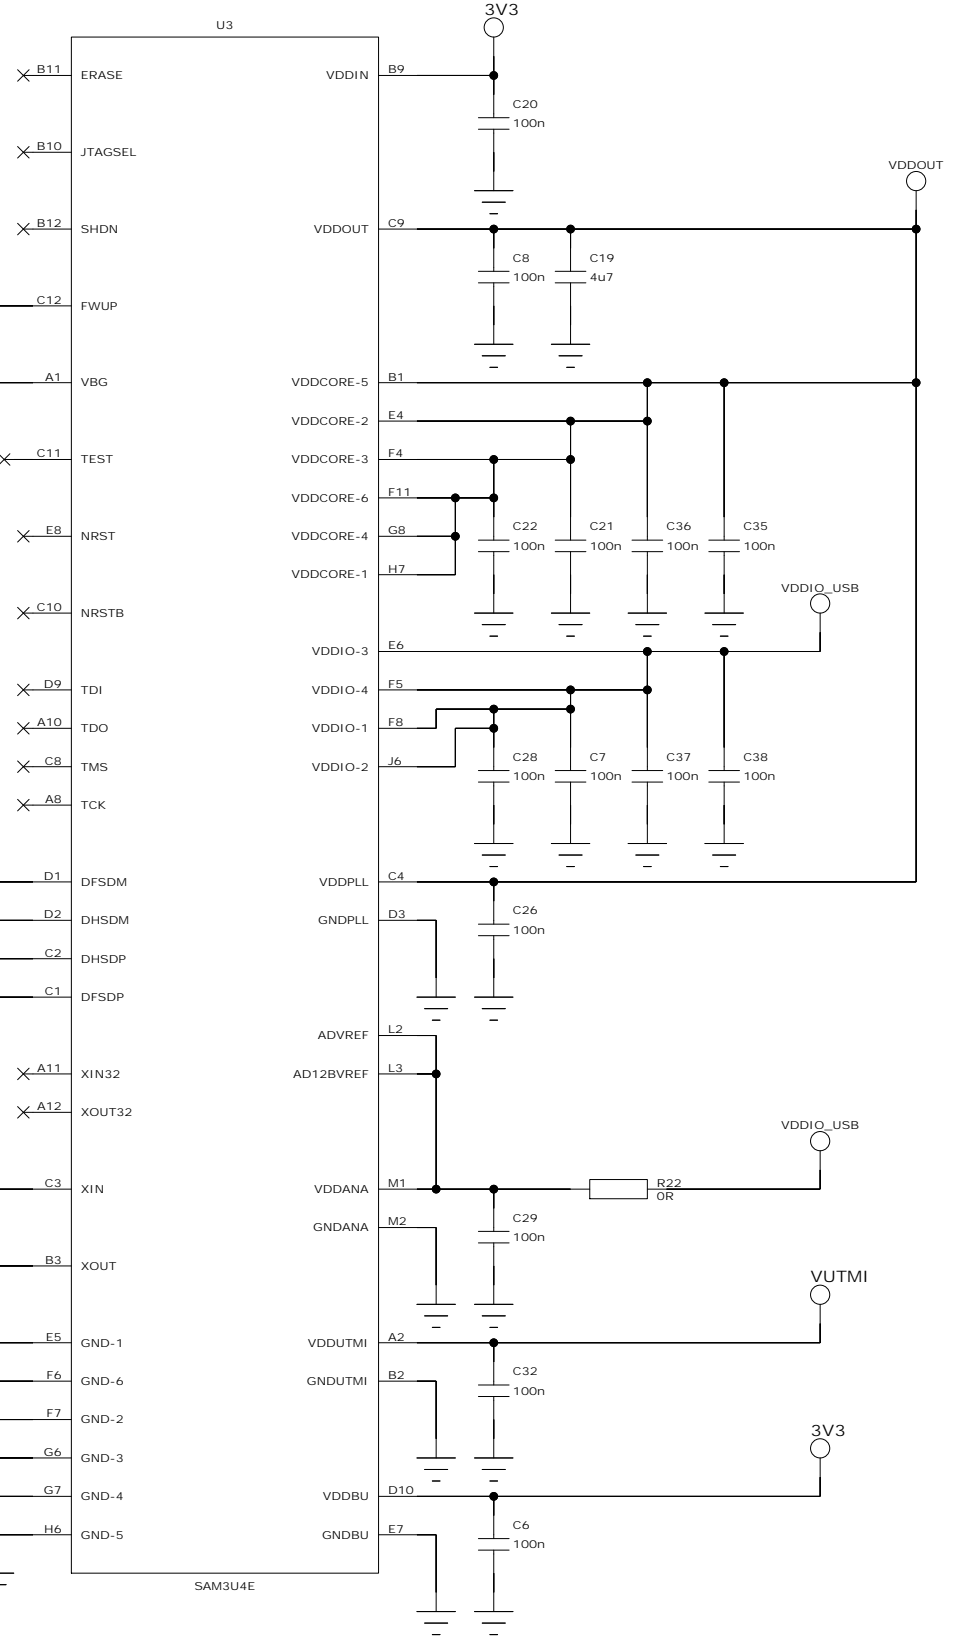 3V3
U3
B11 ERASE VDDIN B9
C20
100n
B10 JTAGSEL
VDDOUT
B12 SHDN VDDOUT C9
C8 C19
100n 4u7
C12 FWUP
A1 VBG VDDCORE-5 B1
VDDCORE-2 E4
C11 TEST VDDCORE-3 F4
VDDCORE-6 F11
C22 C21 C36 C35
E8 NRST VDDCORE-4 G8
100n 100n 100n 100n
VDDCORE-1 H7
VDDIO_USB
C10 NRSTB
VDDIO-3 E6
D9 TDI VDDIO-4 F5
A10 TDO VDDIO-1 F8
C28 C7 C37 C38
C8 TMS VDDIO-2 J6
100n 100n 100n 100n
A8 TCK
D1 DFSDM VDDPLL C4
C26
D2 DHSDM GNDPLL D3
100n
C2 DHSDP
C1 DFSDP
ADVREF L2
A11 XIN32 AD12BVREF L3
A12 XOUT32
VDDIO_USB
C3 XIN VDDANA M1 R22
0R
C29
GNDANA M2
100n
B3 XOUT
VUTMI
E5 GND-1 VDDUTMI A2
C32
F6 GND-6 GNDUTMI B2
100n
F7 GND-2
3V3
G6 GND-3
G7 GND-4 VDDBU D10
C6
H6 GND-5 GNDBU E7
100n
SAM3U4E